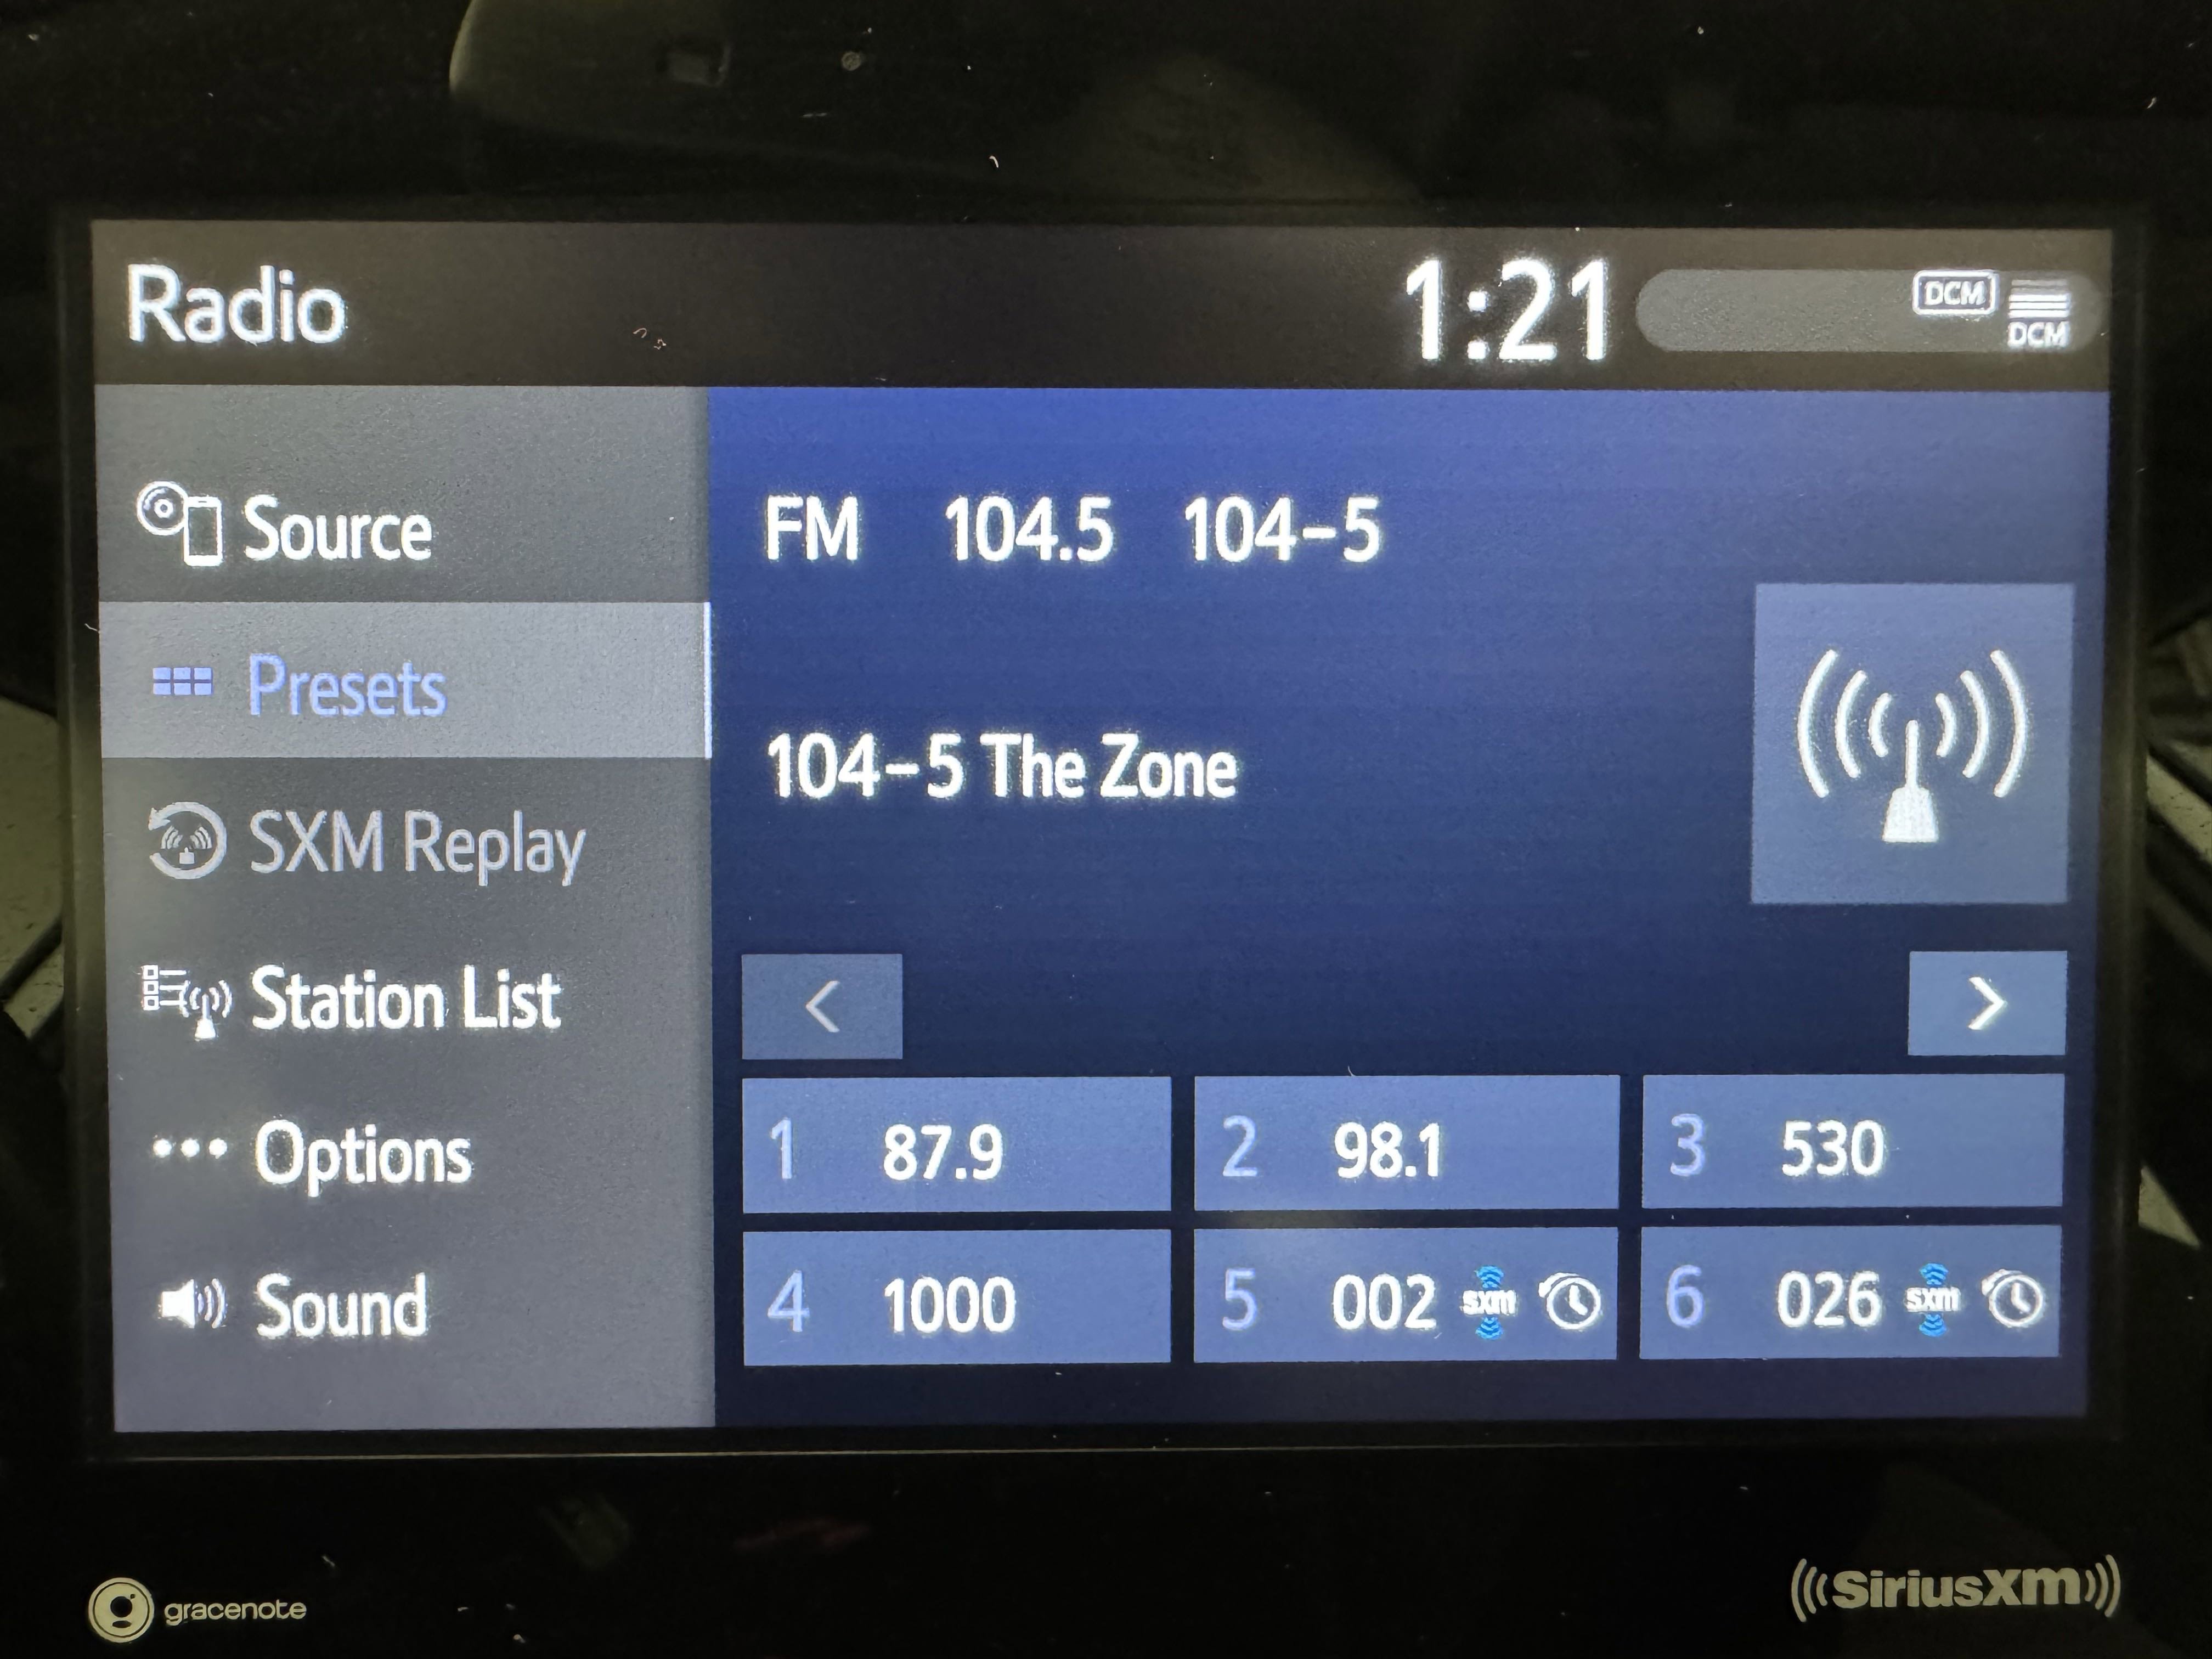 Radio
1:21
DCM
DCM
Source
Presets
SXM Replay
Station List
Options
Sound
FM 104.5 104-5
104-5 The Zone
1 87.9
2 98.1
3 530
4 1000
5 002 sxm
6 026 sxm
gracenote
SiriusXm